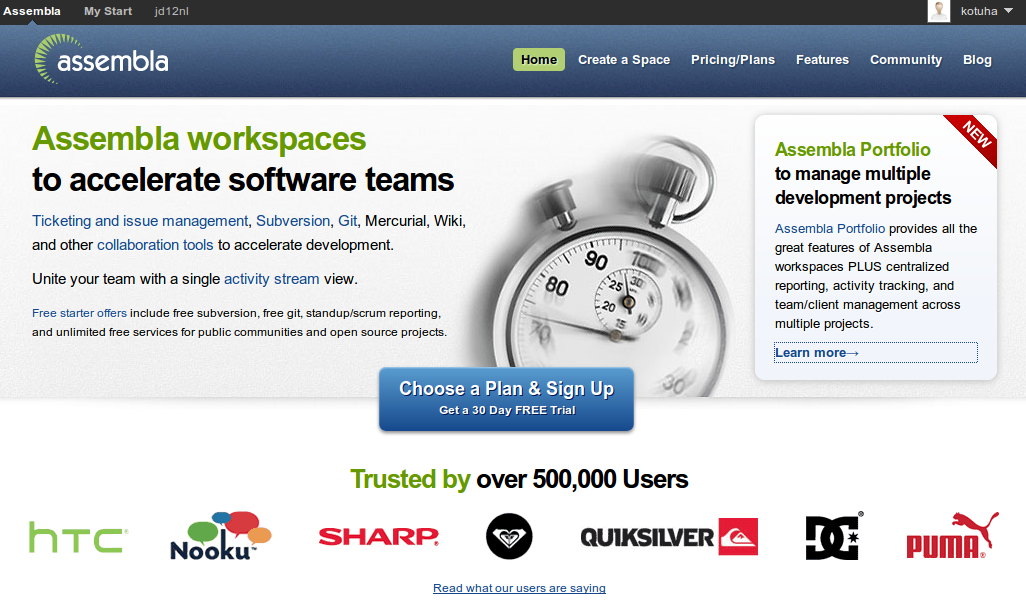 Assembla My Start jd12nl kotuha
assembla
Home Create a Space Pricing/Plans Features Community Blog
Assembla workspaces
to accelerate software teams
Ticketing and issue management, Subversion, Git, Mercurial, Wiki,
and other collaboration tools to accelerate development.
Unite your team with a single activity stream view.
Free starter offers include free subversion, free git, standup/scrum reporting,
and unlimited free services for public communities and open source projects.
90
100
80
70
25
30
20
15
30
NEW
Assembla Portfolio
to manage multiple
development projects
Assembla Portfolio provides all the
great features of Assembla
workspaces PLUS centralized
reporting, activity tracking, and
team/client management across
multiple projects.
Learn more→
Choose a Plan & Sign Up
Get a 30 Day FREE Trial
Trusted by over 500,000 Users
hTC Nooku™ SHARP® QUIKSILVER DC® PUMA®
Read what our users are saying